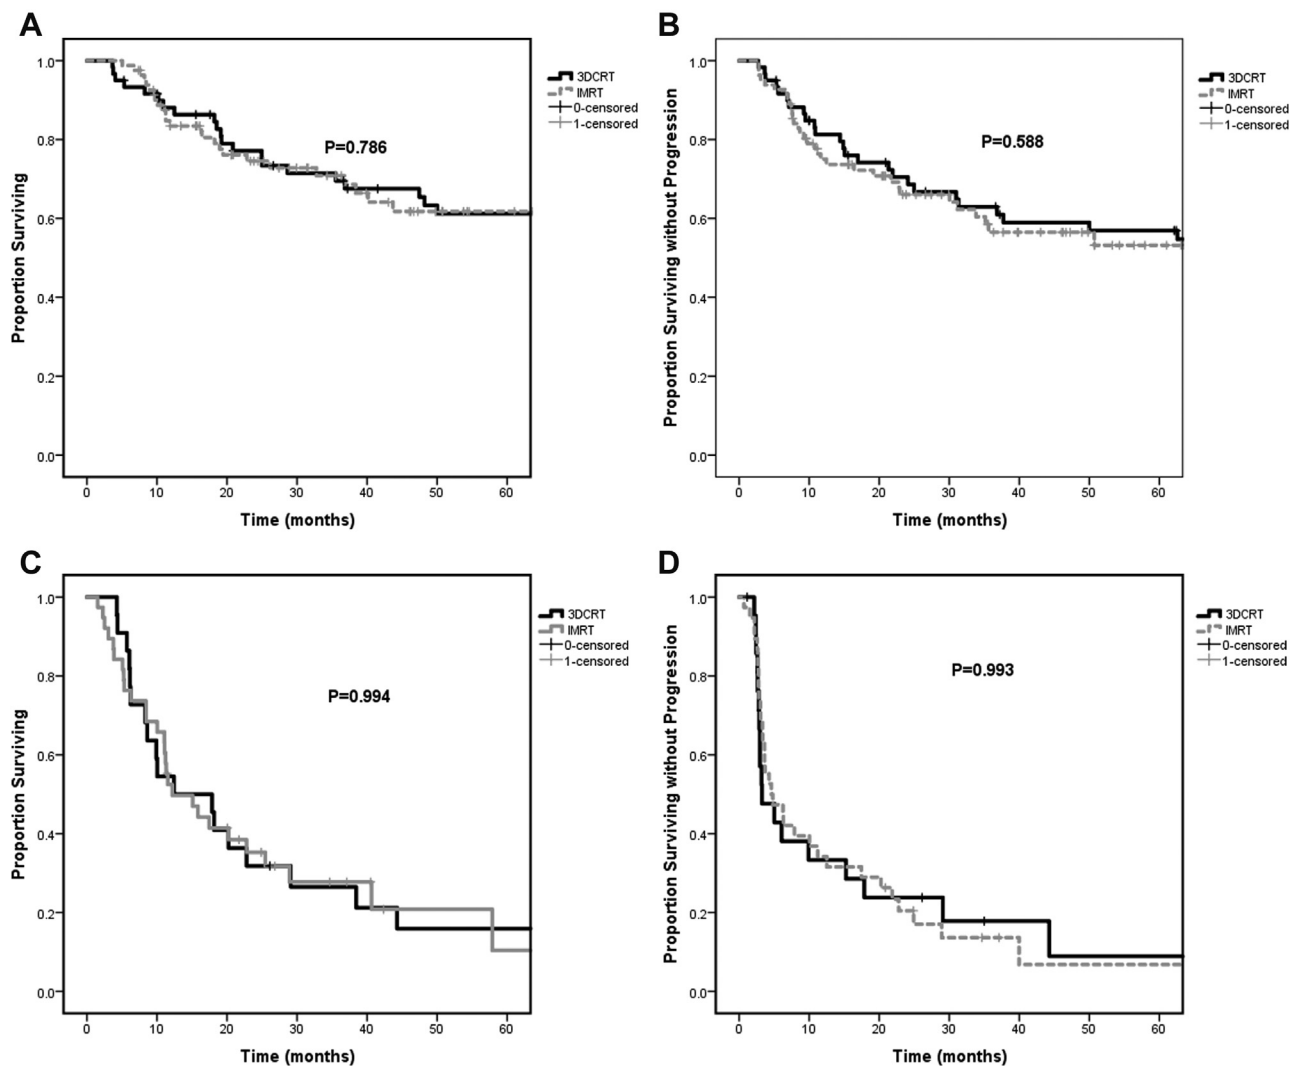 A
Proportion Surviving
1.0
0.8
0.6
0.4
0.2
0.0
P=0.786
0 10 20 30 40 50 60
Time (months)
3DCRT
IMRT
0-censored
1-censored
B
Proportion Surviving without Progression
1.0
0.8
0.6
0.4
0.2
0.0
P=0.588
0 10 20 30 40 50 60
Time (months)
3DCRT
IMRT
0-censored
1-censored
C
Proportion Surviving
1.0
0.8
0.6
0.4
0.2
0.0
P=0.994
0 10 20 30 40 50 60
Time (months)
3DCRT
IMRT
0-censored
1-censored
D
Proportion Surviving without Progression
1.0
0.8
0.6
0.4
0.2
0.0
P=0.993
0 10 20 30 40 50 60
Time (months)
3DCRT
IMRT
0-censored
1-censored